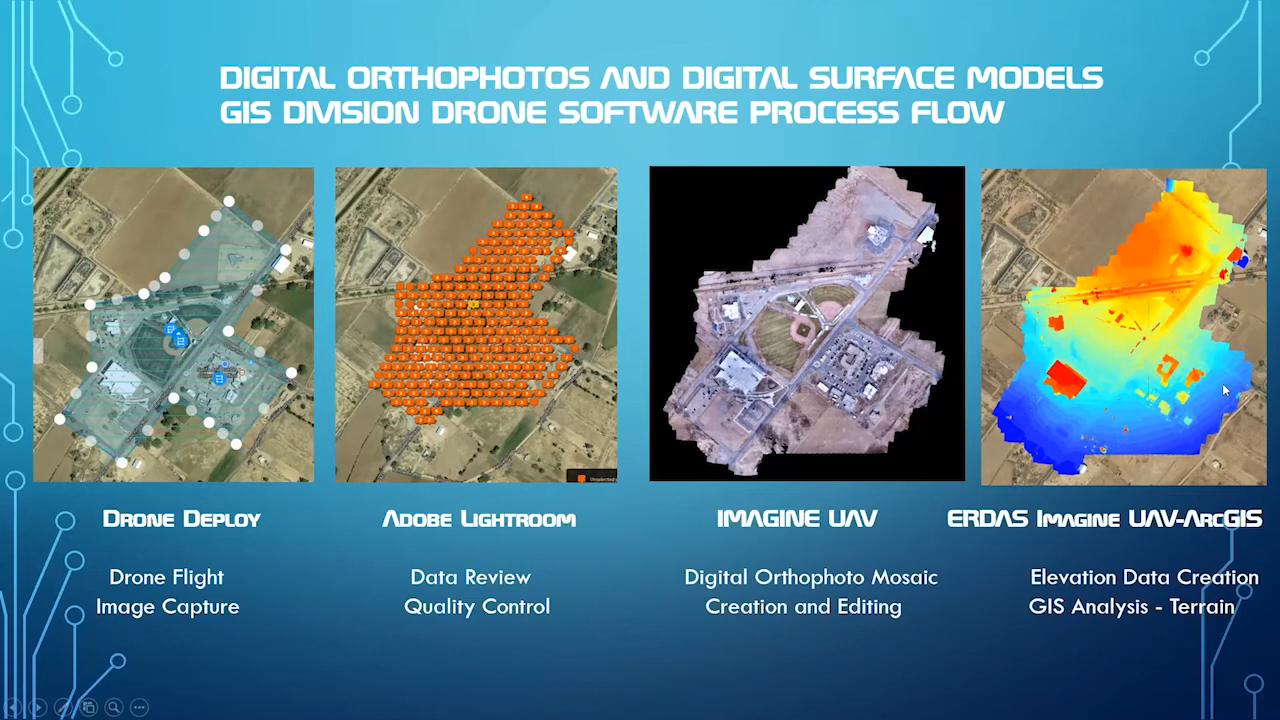 DIGITAL ORTHOPHOTOS AND DIGITAL SURFACE MODELS
GIS DIVISION DRONE SOFTWARE PROCESS FLOW
Drone Deploy
Adobe Lightroom
IMAGINE UAV
ERDAS Imagine UAV-ArcGIS
Drone Flight
Image Capture
Data Review
Quality Control
Digital Orthophoto Mosaic
Creation and Editing
Elevation Data Creation
GIS Analysis - Terrain